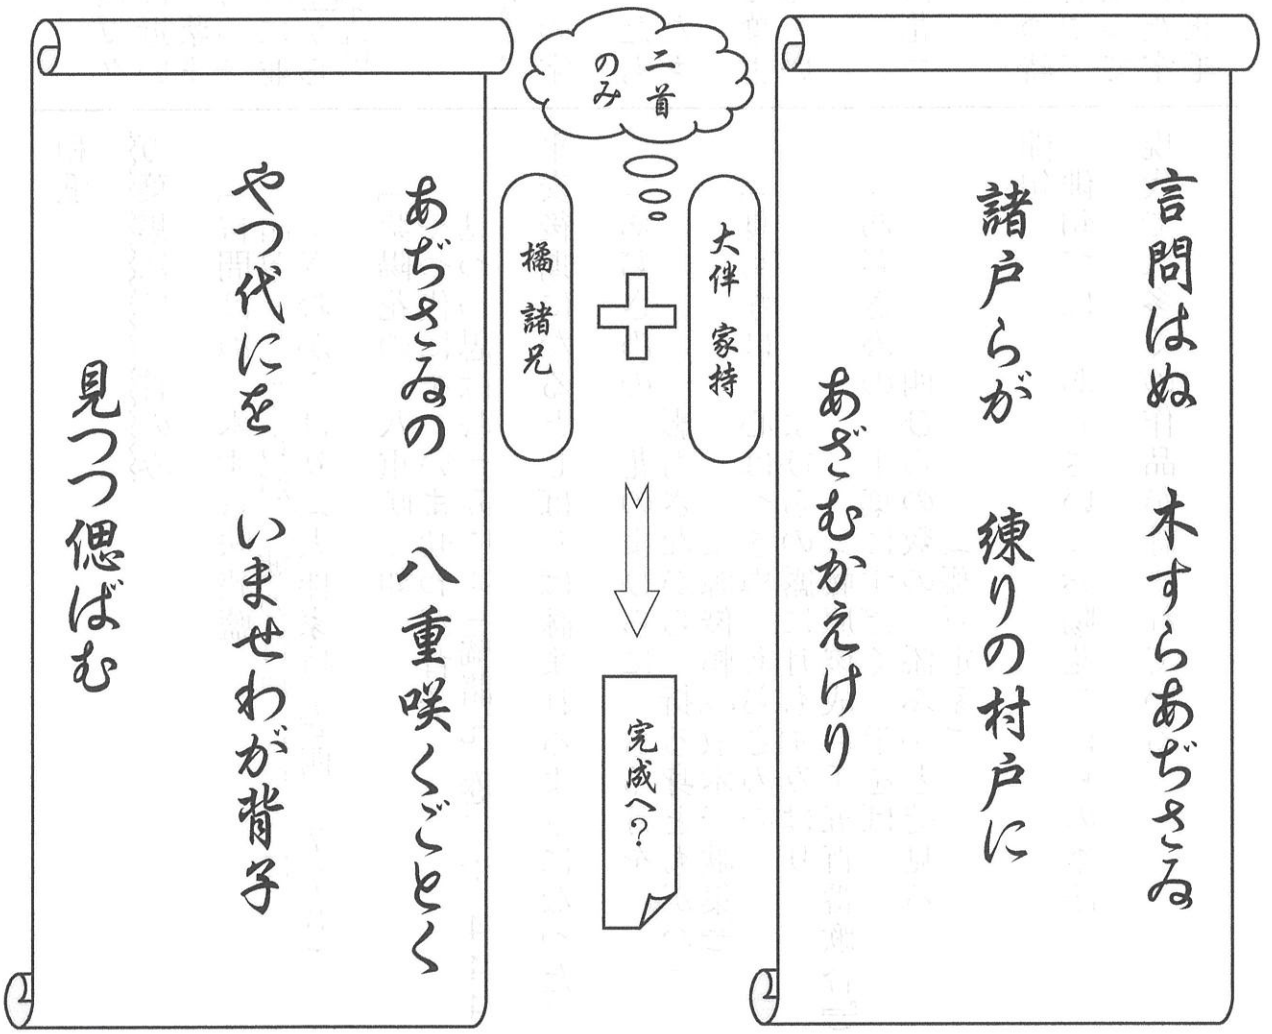 言問はぬ　木すらあぢさゐ
諸戸らが　練りの村戸に
あざむかえけり
大伴　家持
二首
のみ
橘　諸兄
完成へ？
あぢさゐの　八重咲くごとく
やつ代にを　いませわが背子
見つつ偲ばむ